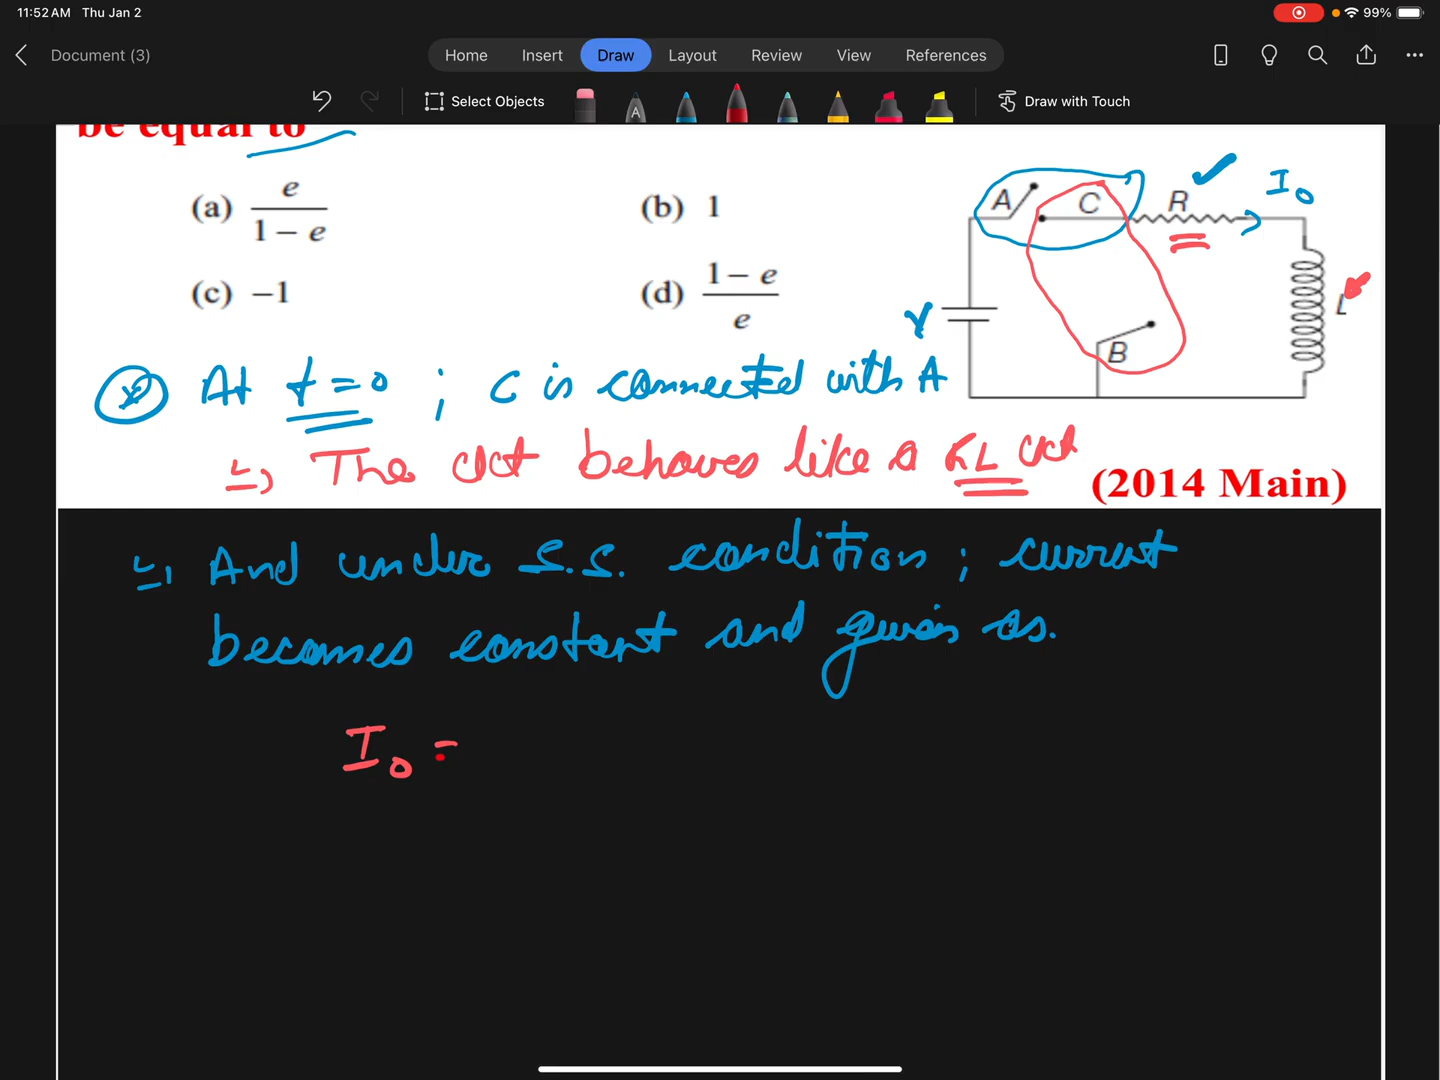 11:52 AM Thu Jan 2
99%
Document (3)
Home Insert Draw Layout Review View References
Select Objects
A
Draw with Touch
be equal to
(a) e / 1 − e
(b) 1
(c) −1
(d) 1 − e / e
A C R I₀
V
L
B
At t = 0 ; C is connected with A
=> The ckt behaves like a RL ckt
(2014 Main)
=> And under S.S. condition ; current
becomes constant and given as.
I₀ =